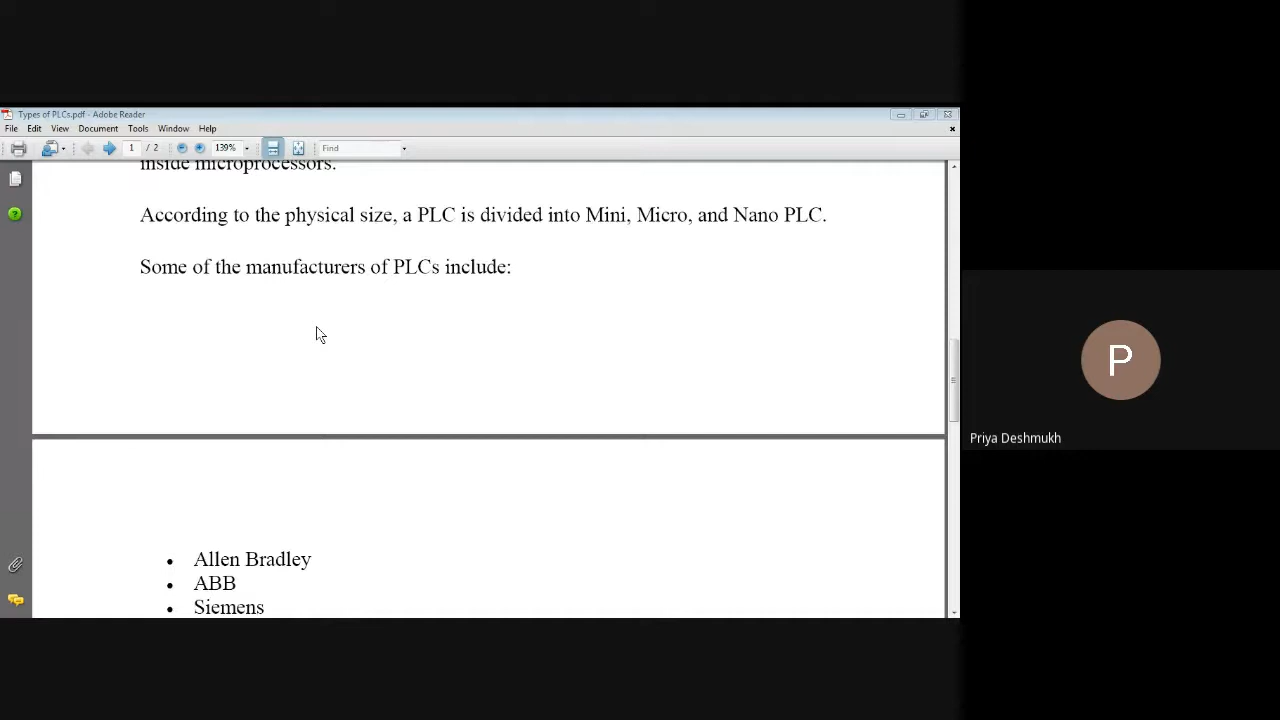 Types of PLCs.pdf - Adobe Reader
File Edit View Document Tools Window Help
1 / 2 139% Find
inside microprocessors.
According to the physical size, a PLC is divided into Mini, Micro, and Nano PLC.
Some of the manufacturers of PLCs include:
P
Priya Deshmukh
• Allen Bradley
• ABB
• Siemens